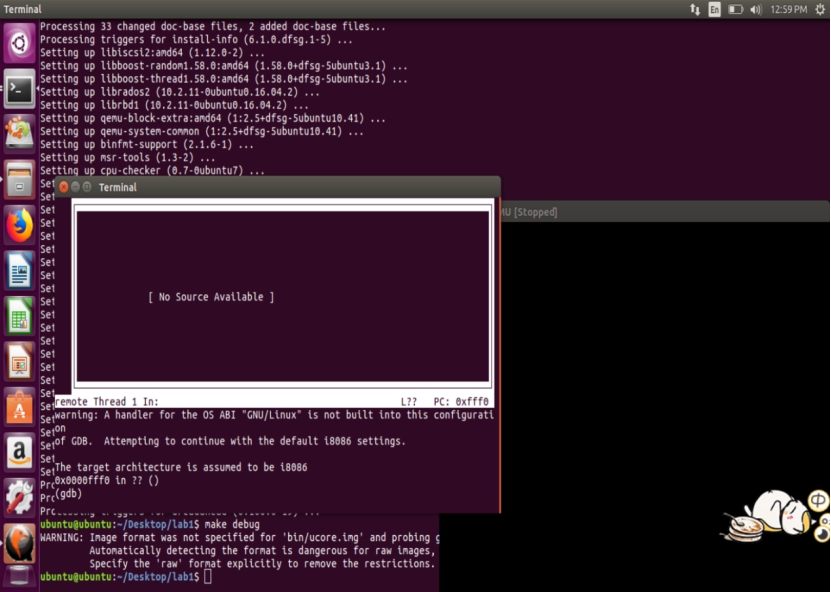 Terminal
En
12:59 PM
Processing 33 changed doc-base files, 2 added doc-base files...
Processing triggers for install-info (6.1.0.dfsg.1-5) ...
Setting up libiscsi2:amd64 (1.12.0-2) ...
Setting up libboost-random1.58.0:amd64 (1.58.0+dfsg-5ubuntu3.1) ...
Setting up libboost-thread1.58.0:amd64 (1.58.0+dfsg-5ubuntu3.1) ...
Setting up librados2 (10.2.11-0ubuntu0.16.04.2) ...
Setting up librbd1 (10.2.11-0ubuntu0.16.04.2) ...
Setting up qemu-block-extra:amd64 (1:2.5+dfsg-5ubuntu10.41) ...
Setting up qemu-system-common (1:2.5+dfsg-5ubuntu10.41) ...
Setting up binfmt-support (2.1.6-1) ...
Setting up msr-tools (1.3-2) ...
Setting up cpu-checker (0.7-0ubuntu7) ...
Terminal
MU [Stopped]
[ No Source Available ]
remote Thread 1 In:
L??
PC: 0xfff0
warning: A handler for the OS ABI "GNU/Linux" is not built into this configurati
on
of GDB.  Attempting to continue with the default i8086 settings.
The target architecture is assumed to be i8086
0x0000fff0 in ?? ()
(gdb)
ubuntu@ubuntu:~/Desktop/lab1$ make debug
WARNING: Image format was not specified for 'bin/ucore.img' and probing g
Automatically detecting the format is dangerous for raw images,
Specify the 'raw' format explicitly to remove the restrictions.
ubuntu@ubuntu:~/Desktop/lab1$
中